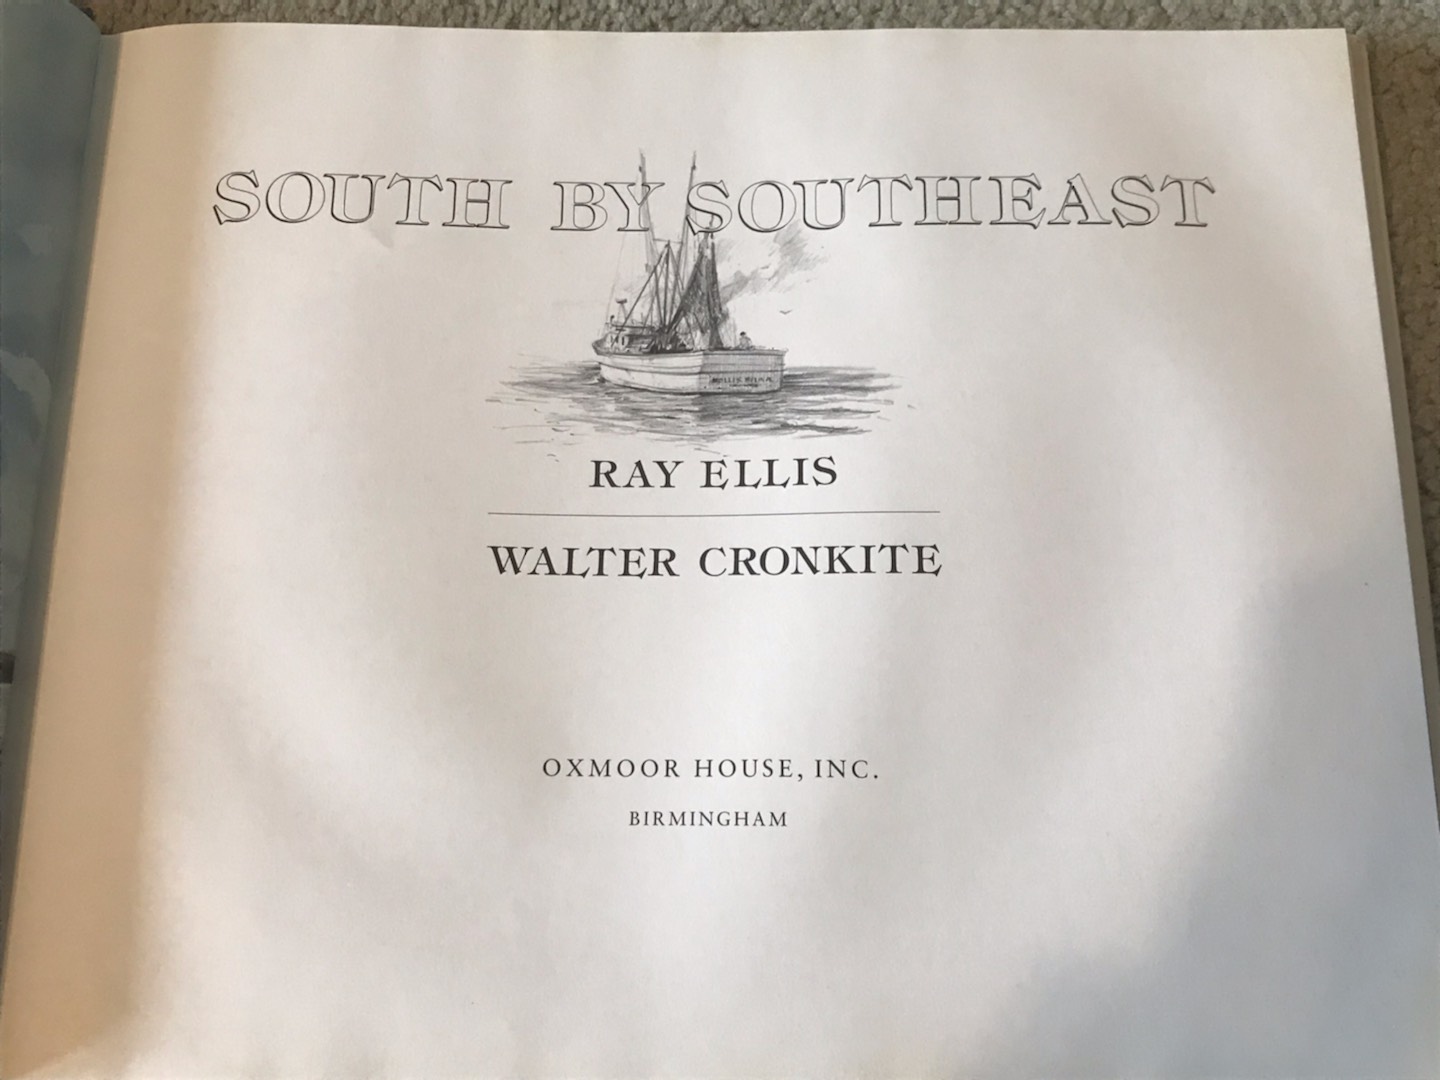 SOUTH BY SOUTHEAST
RAY ELLIS
WALTER CRONKITE
OXMOOR HOUSE, INC.
BIRMINGHAM